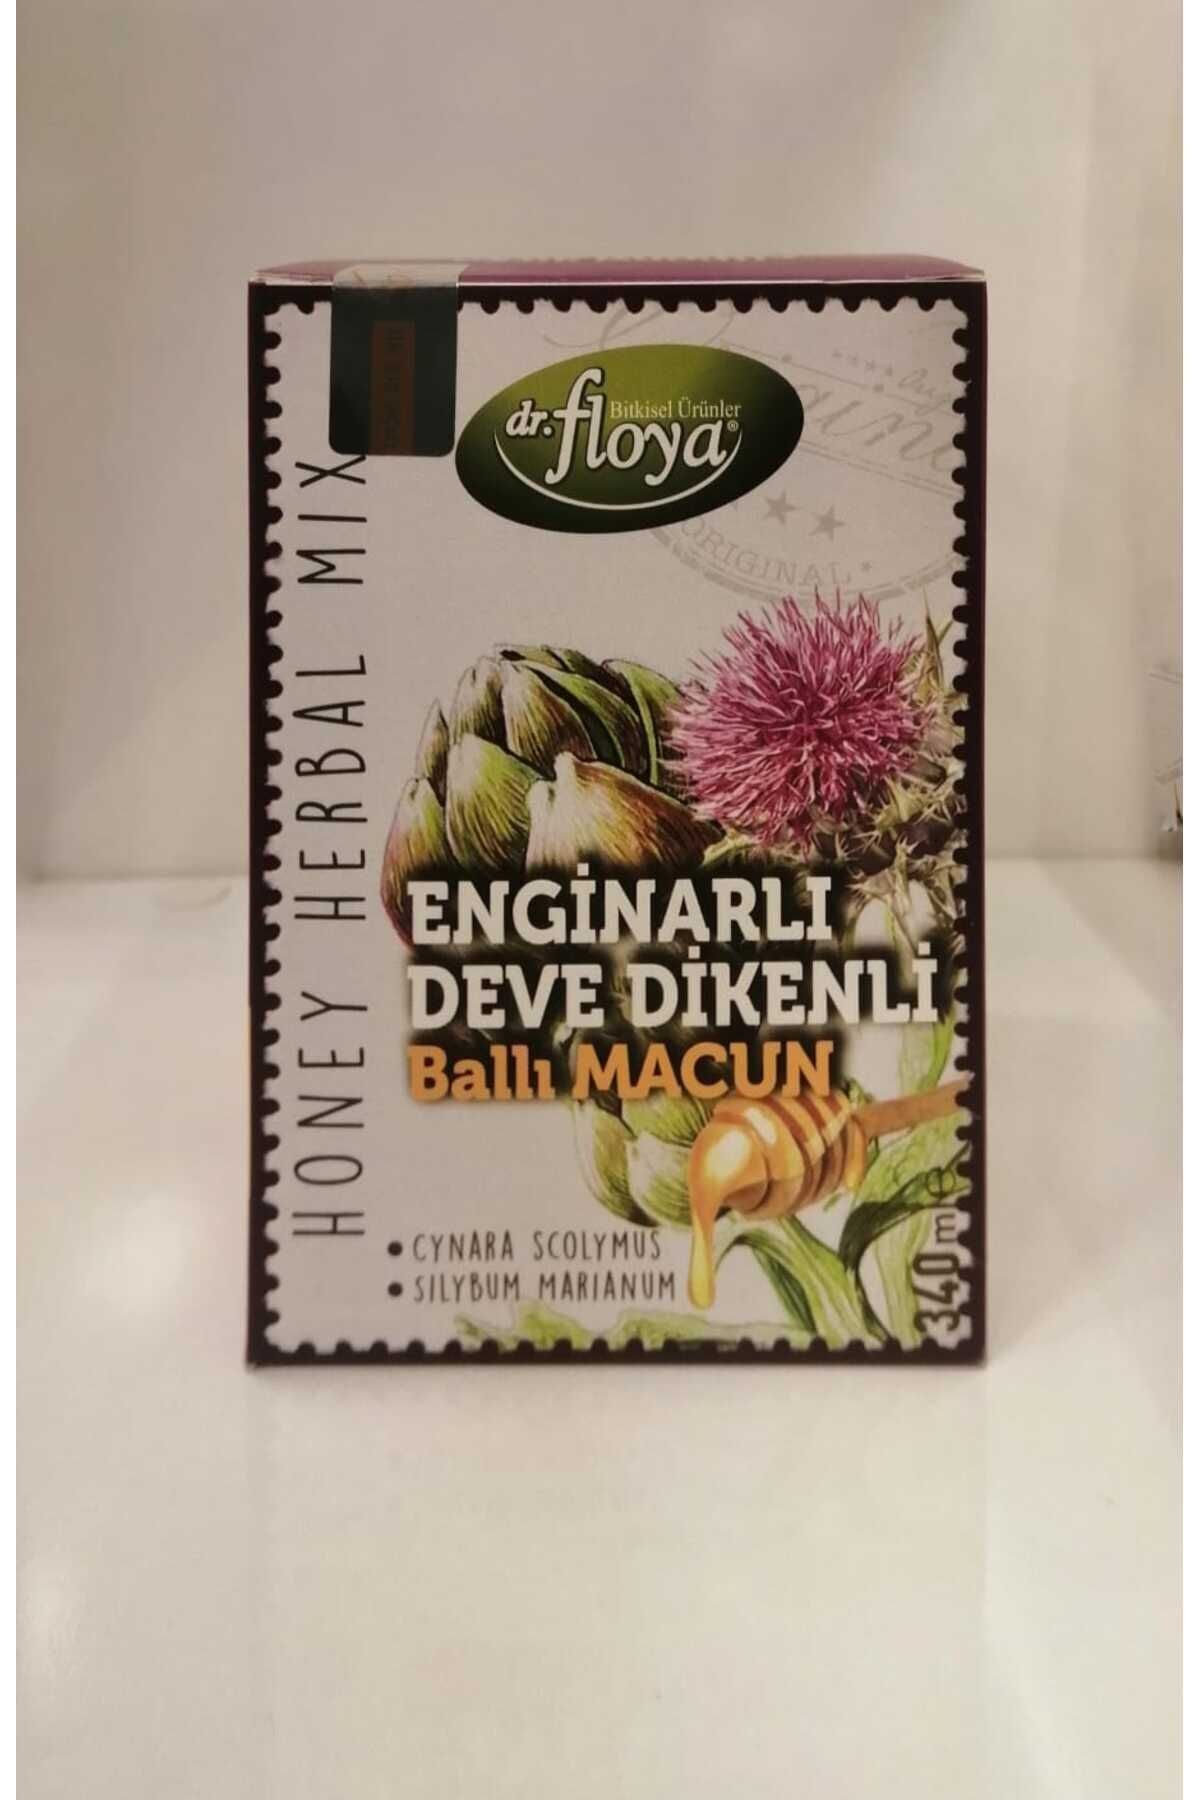 dr. floya®
Bitkisel Ürünler
ORIGINAL
HONEY HERBAL MIX
ENGİNARLI
DEVE DİKENLİ
Ballı MACUN
• CYNARA SCOLYMUS
• SILYBUM MARIANUM
340 ml e